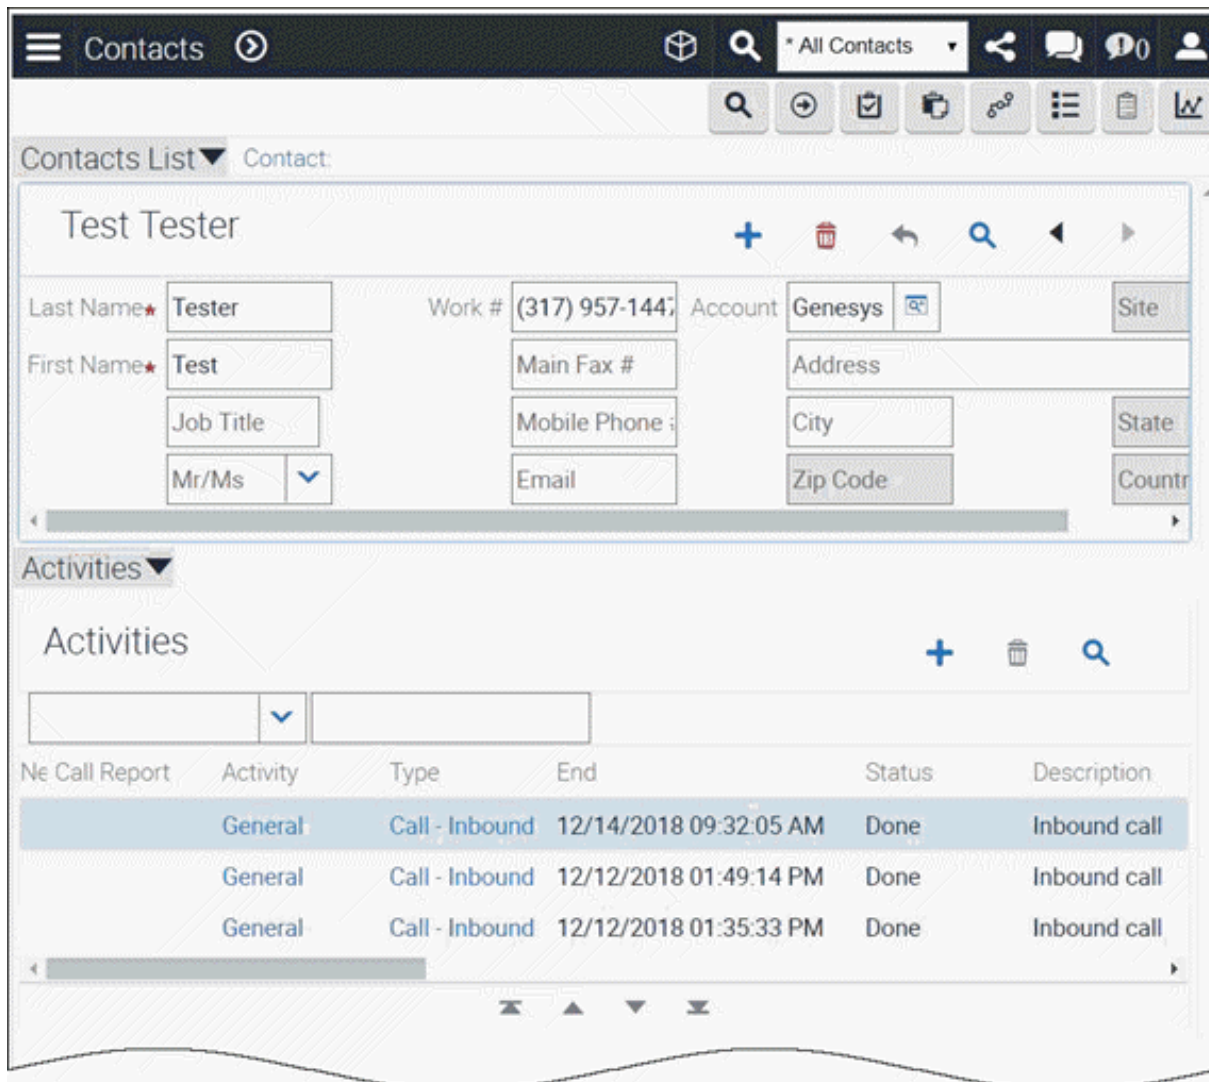 Contacts * All Contacts 0
Contacts List Contact:
Test Tester
Last Name* Tester Work # (317) 957-1447 Account Genesys Site
First Name* Test Main Fax # Address
Job Title Mobile Phone City State
Mr/Ms Email Zip Code Countr
Activities
Activities
Ne Call Report Activity Type End Status Description
General Call - Inbound 12/14/2018 09:32:05 AM Done Inbound call
General Call - Inbound 12/12/2018 01:49:14 PM Done Inbound call
General Call - Inbound 12/12/2018 01:35:33 PM Done Inbound call